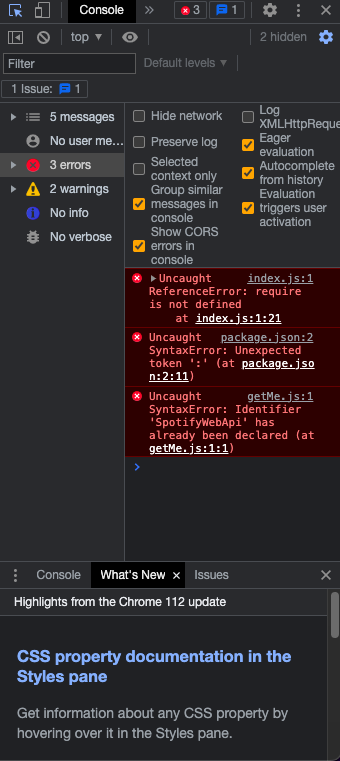 Console » 3 1
top ▼ 2 hidden
Filter Default levels ▼
1 Issue: 1
5 messages
No user me...
3 errors
2 warnings
No info
No verbose
Hide network
Preserve log
Selected
context only
Group similar
messages in
console
Show CORS
errors in
console
Log
XMLHttpReque
Eager
evaluation
Autocomplete
from history
Evaluation
triggers user
activation
Uncaught index.js:1
ReferenceError: require
is not defined
at index.js:1:21
Uncaught package.json:2
SyntaxError: Unexpected
token ':' (at package.jso
n:2:11)
Uncaught getMe.js:1
SyntaxError: Identifier
'SpotifyWebApi' has
already been declared (at
getMe.js:1:1)
Console What's New Issues
Highlights from the Chrome 112 update
CSS property documentation in the
Styles pane
Get information about any CSS property by
hovering over it in the Styles pane.